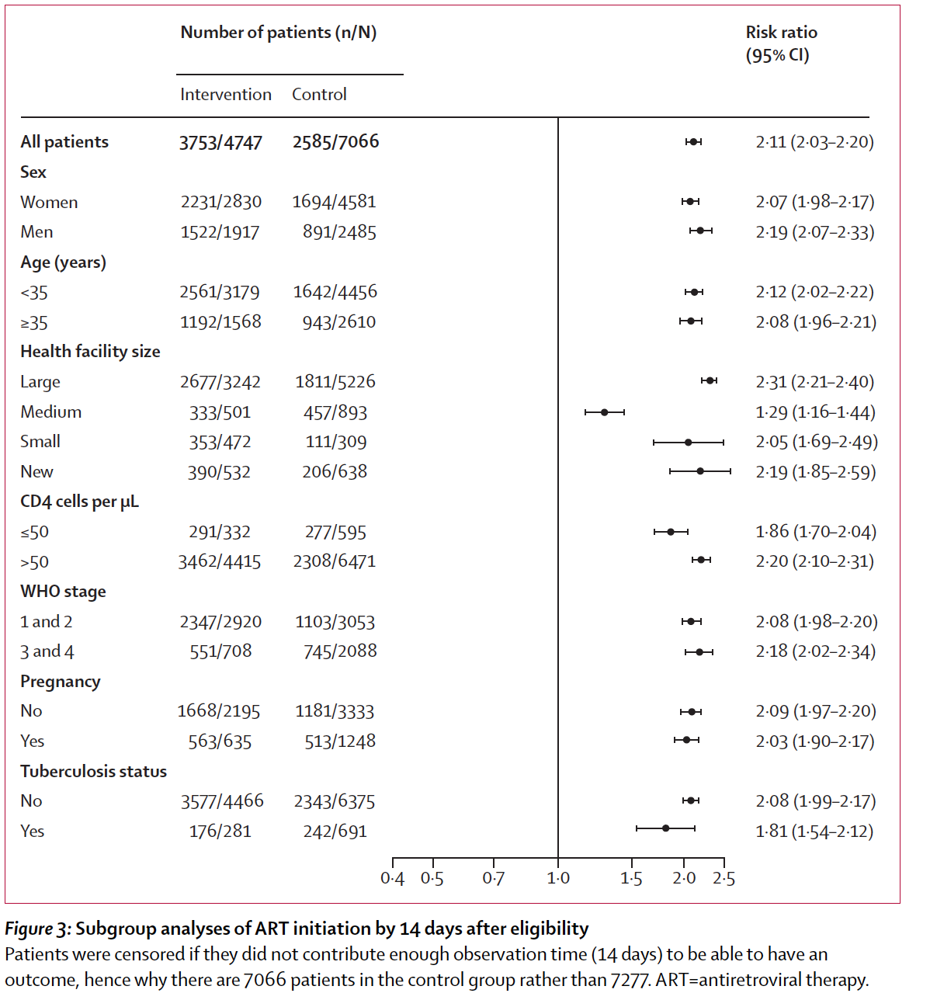 Number of patients (n/N) Risk ratio
(95% CI)
Intervention Control
All patients 3753/4747 2585/7066 2·11 (2·03–2·20)
Sex
Women 2231/2830 1694/4581 2·07 (1·98–2·17)
Men 1522/1917 891/2485 2·19 (2·07–2·33)
Age (years)
<35 2561/3179 1642/4456 2·12 (2·02–2·22)
≥35 1192/1568 943/2610 2·08 (1·96–2·21)
Health facility size
Large 2677/3242 1811/5226 2·31 (2·21–2·40)
Medium 333/501 457/893 1·29 (1·16–1·44)
Small 353/472 111/309 2·05 (1·69–2·49)
New 390/532 206/638 2·19 (1·85–2·59)
CD4 cells per μL
≤50 291/332 277/595 1·86 (1·70–2·04)
>50 3462/4415 2308/6471 2·20 (2·10–2·31)
WHO stage
1 and 2 2347/2920 1103/3053 2·08 (1·98–2·20)
3 and 4 551/708 745/2088 2·18 (2·02–2·34)
Pregnancy
No 1668/2195 1181/3333 2·09 (1·97–2·20)
Yes 563/635 513/1248 2·03 (1·90–2·17)
Tuberculosis status
No 3577/4466 2343/6375 2·08 (1·99–2·17)
Yes 176/281 242/691 1·81 (1·54–2·12)
0·4 0·5 0·7 1·0 1·5 2·0 2·5
Figure 3: Subgroup analyses of ART initiation by 14 days after eligibility
Patients were censored if they did not contribute enough observation time (14 days) to be able to have an
outcome, hence why there are 7066 patients in the control group rather than 7277. ART=antiretroviral therapy.